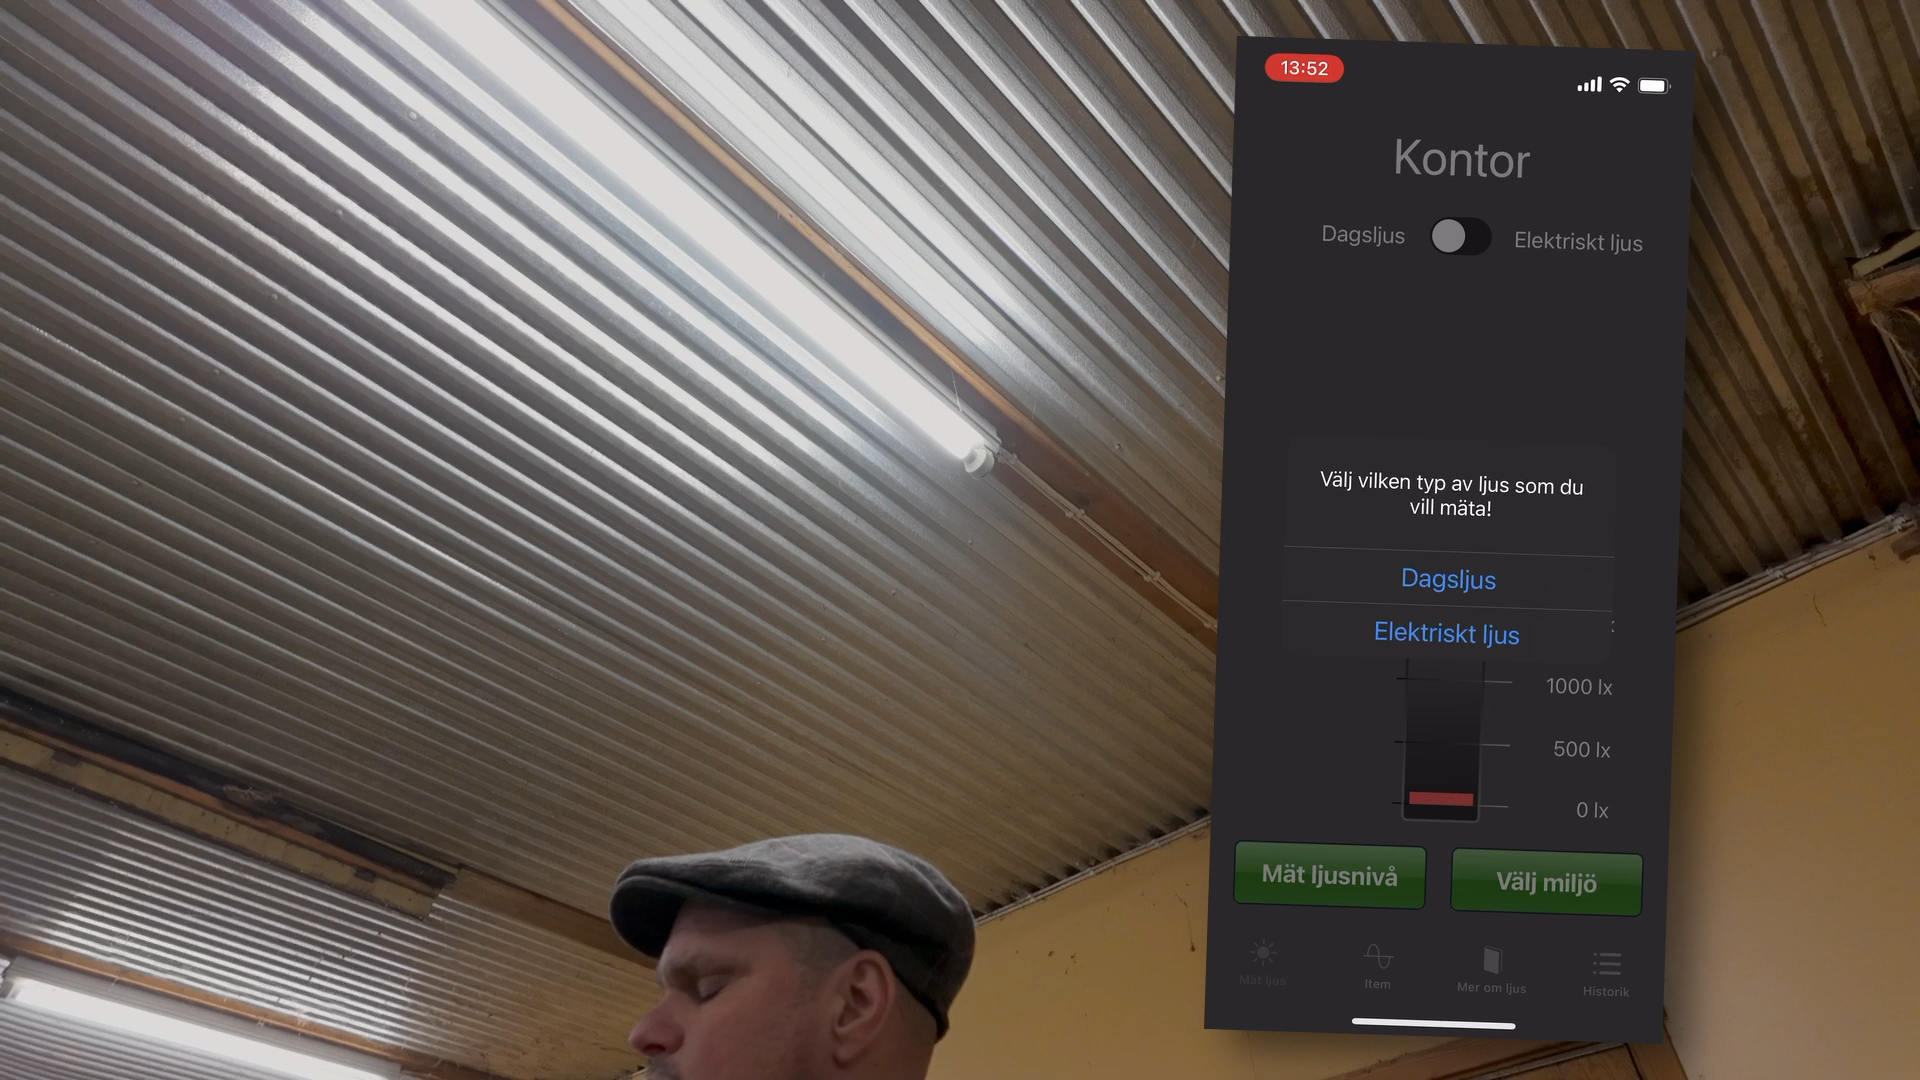 13:52
Kontor
Dagsljus
Elektriskt ljus
Välj vilken typ av ljus som du
vill mäta!
Dagsljus
Elektriskt ljus
1000 lx
500 lx
0 lx
Mät ljusnivå
Välj miljö
Mät ljus
Item
Mer om ljus
Historik